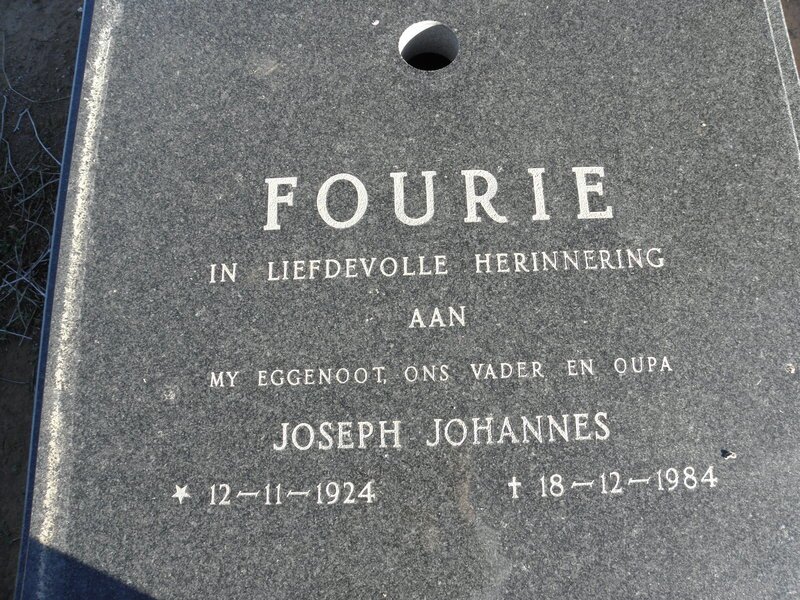 FOURIE
IN LIEFDEVOLLE HERINNERING
AAN
MY EGGENOOT, ONS VADER EN OUPA
JOSEPH JOHANNES
★ 12-11-1924 † 18-12-1984